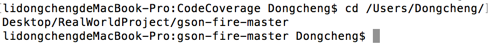 [lidongchengdeMacBook-Pro:CodeCoverage Dongcheng$ cd /Users/Dongcheng/
Desktop/RealWorldProject/gson-fire-master
lidongchengdeMacBook-Pro:gson-fire-master Dongcheng$